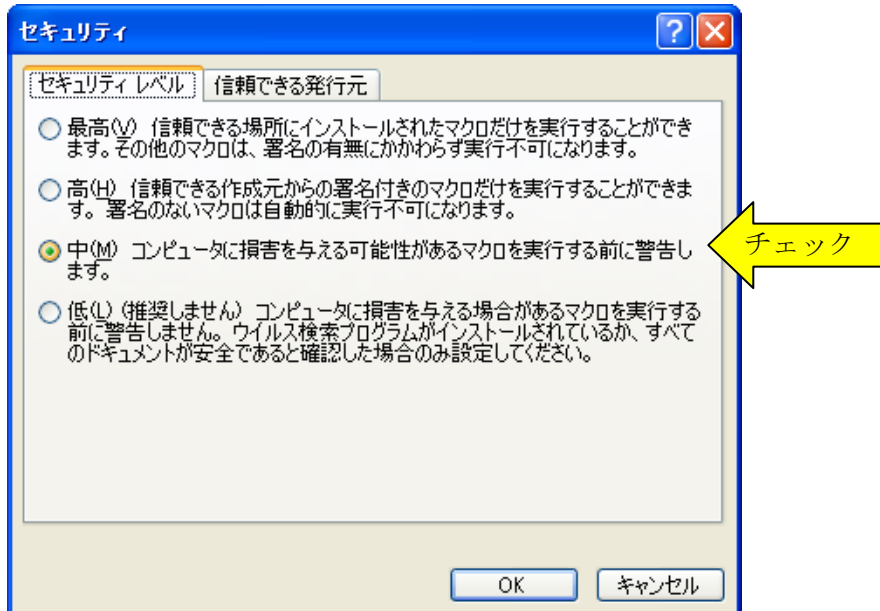 セキュリティ
セキュリティ レベル 信頼できる発行元
最高(V) 信頼できる場所にインストールされたマクロだけを実行することができ
ます。その他のマクロは、署名の有無にかかわらず実行不可になります。
高(H) 信頼できる作成元からの署名付きのマクロだけを実行することができま
す。署名のないマクロは自動的に実行不可になります。
中(M) コンピュータに損害を与える可能性があるマクロを実行する前に警告し
ます。
チェック
低(L) (推奨しません) コンピュータに損害を与える場合があるマクロを実行する
前に警告しません。ウイルス検索プログラムがインストールされているか、すべて
のドキュメントが安全であると確認した場合のみ設定してください。
OK キャンセル